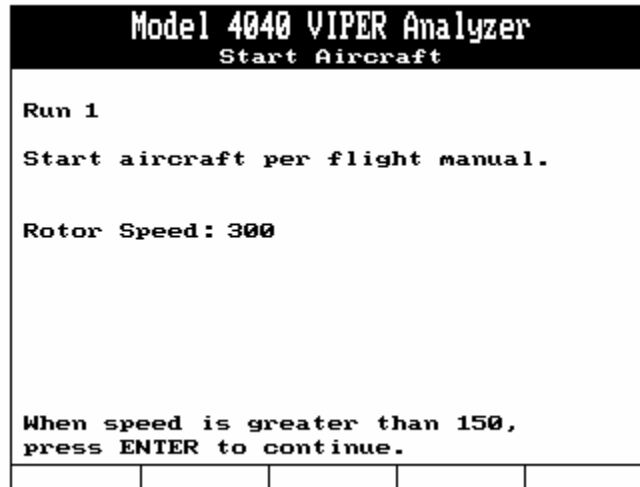 Model 4040 VIPER Analyzer
Start Aircraft
Run 1
Start aircraft per flight manual.
Rotor Speed: 300
When speed is greater than 150,
press ENTER to continue.